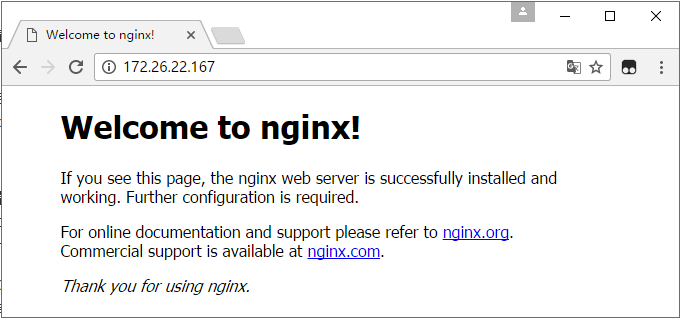 Welcome to nginx!
172.26.22.167
Welcome to nginx!
If you see this page, the nginx web server is successfully installed and
working. Further configuration is required.
For online documentation and support please refer to nginx.org.
Commercial support is available at nginx.com.
Thank you for using nginx.